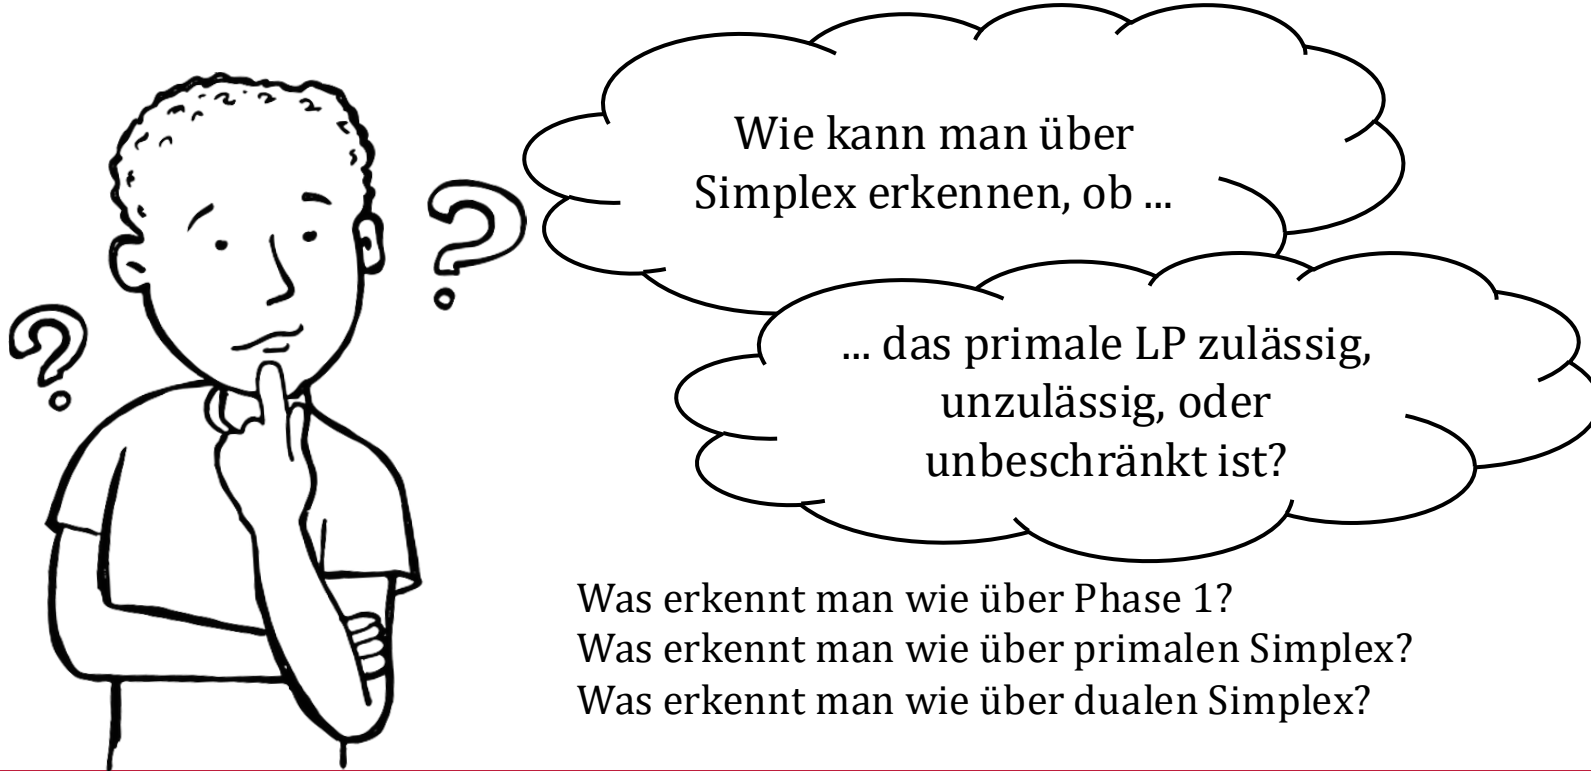 Wie kann man über
Simplex erkennen, ob ...
... das primale LP zulässig,
unzulässig, oder
unbeschränkt ist?
Was erkennt man wie über Phase 1?
Was erkennt man wie über primalen Simplex?
Was erkennt man wie über dualen Simplex?